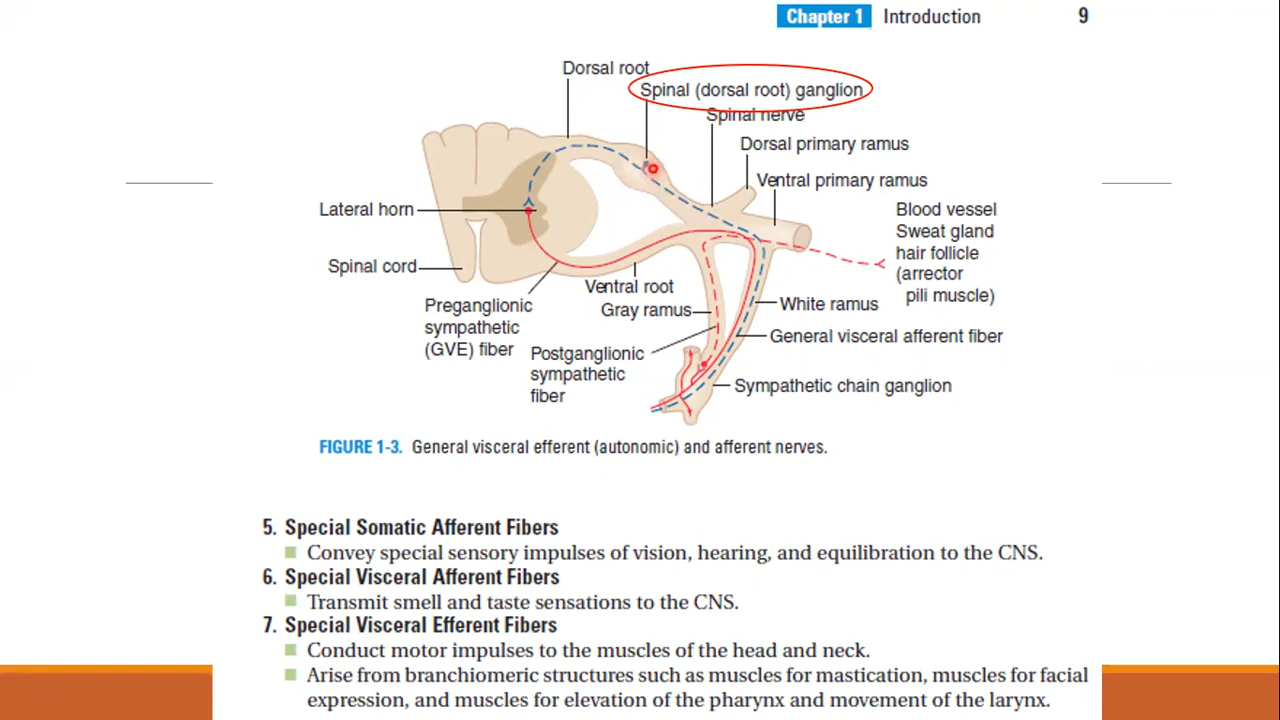 Chapter 1 Introduction 9
Dorsal root
Spinal (dorsal root) ganglion
Spinal nerve
Dorsal primary ramus
Ventral primary ramus
Lateral horn
Blood vessel
Sweat gland
hair follicle
(arrector
pili muscle)
Spinal cord
Ventral root
Preganglionic
sympathetic
(GVE) fiber
Gray ramus
White ramus
General visceral afferent fiber
Postganglionic
sympathetic
fiber
Sympathetic chain ganglion
FIGURE 1-3. General visceral efferent (autonomic) and afferent nerves.
5. Special Somatic Afferent Fibers
Convey special sensory impulses of vision, hearing, and equilibration to the CNS.
6. Special Visceral Afferent Fibers
Transmit smell and taste sensations to the CNS.
7. Special Visceral Efferent Fibers
Conduct motor impulses to the muscles of the head and neck.
Arise from branchiomeric structures such as muscles for mastication, muscles for facial
expression, and muscles for elevation of the pharynx and movement of the larynx.